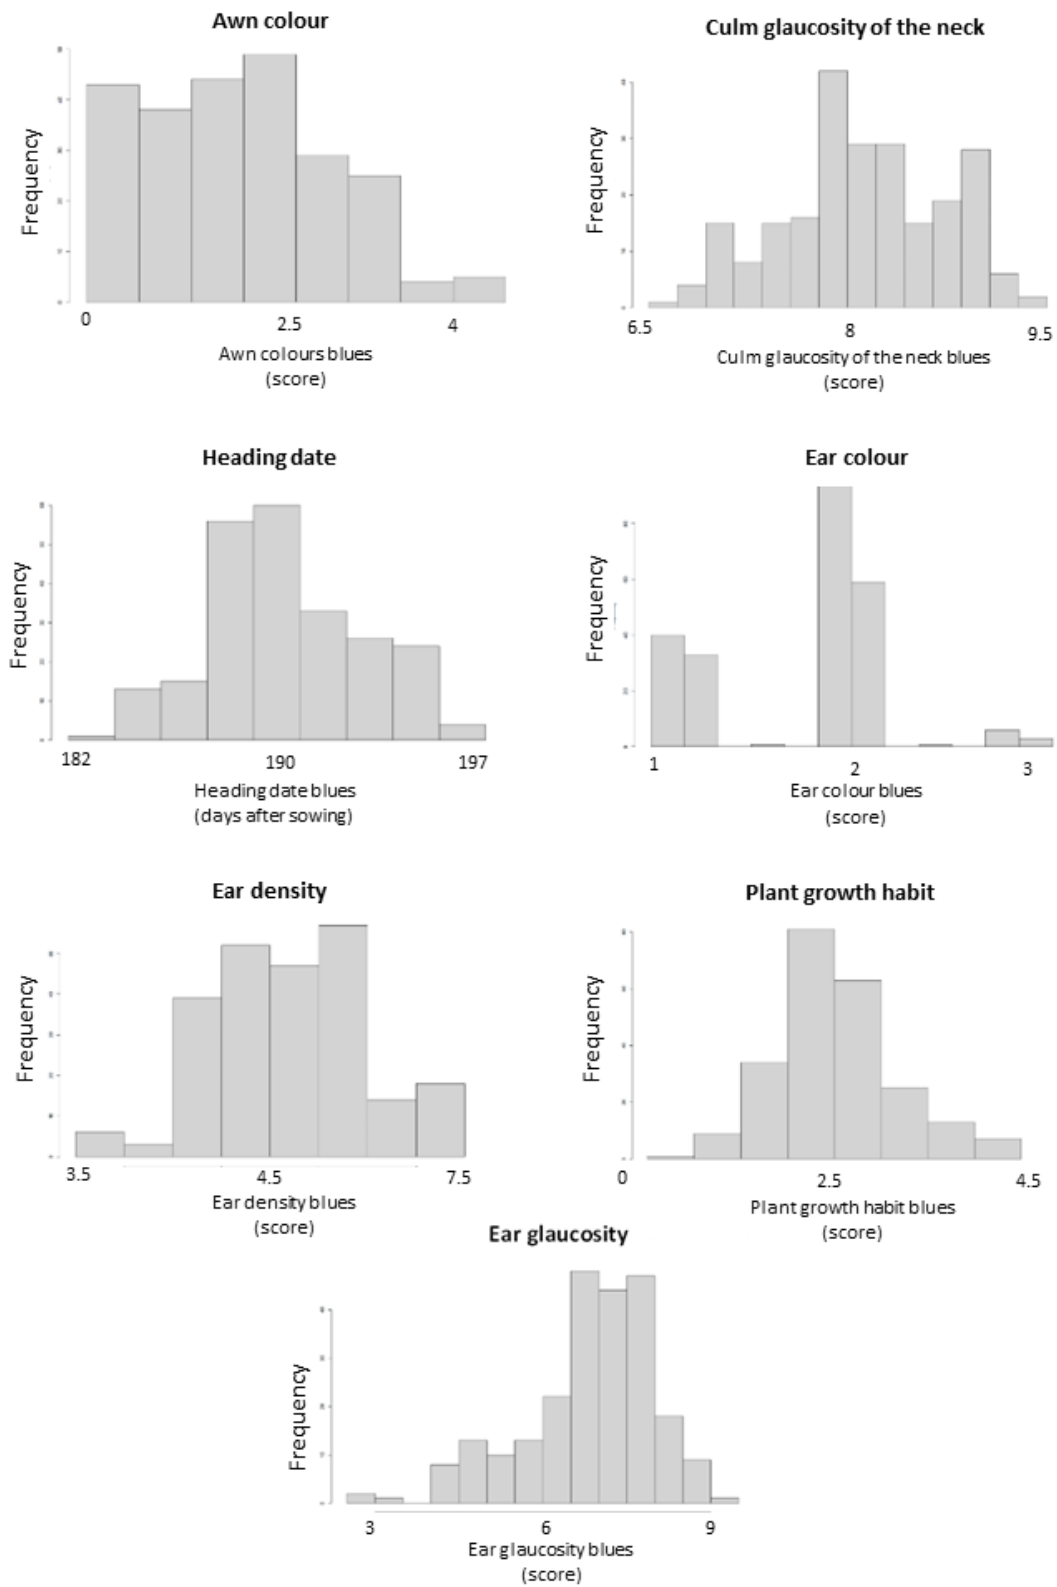 Awn colour
Frequency
0 2.5 4
Awn colours blues
(score)
Culm glaucosity of the neck
Frequency
6.5 8 9.5
Culm glaucosity of the neck blues
(score)
Heading date
Frequency
182 190 197
Heading date blues
(days after sowing)
Ear colour
Frequency
1 2 3
Ear colour blues
(score)
Ear density
Frequency
3.5 4.5 7.5
Ear density blues
(score)
Plant growth habit
Frequency
0 2.5 4.5
Plant growth habit blues
(score)
Ear glaucosity
Frequency
3 6 9
Ear glaucosity blues
(score)